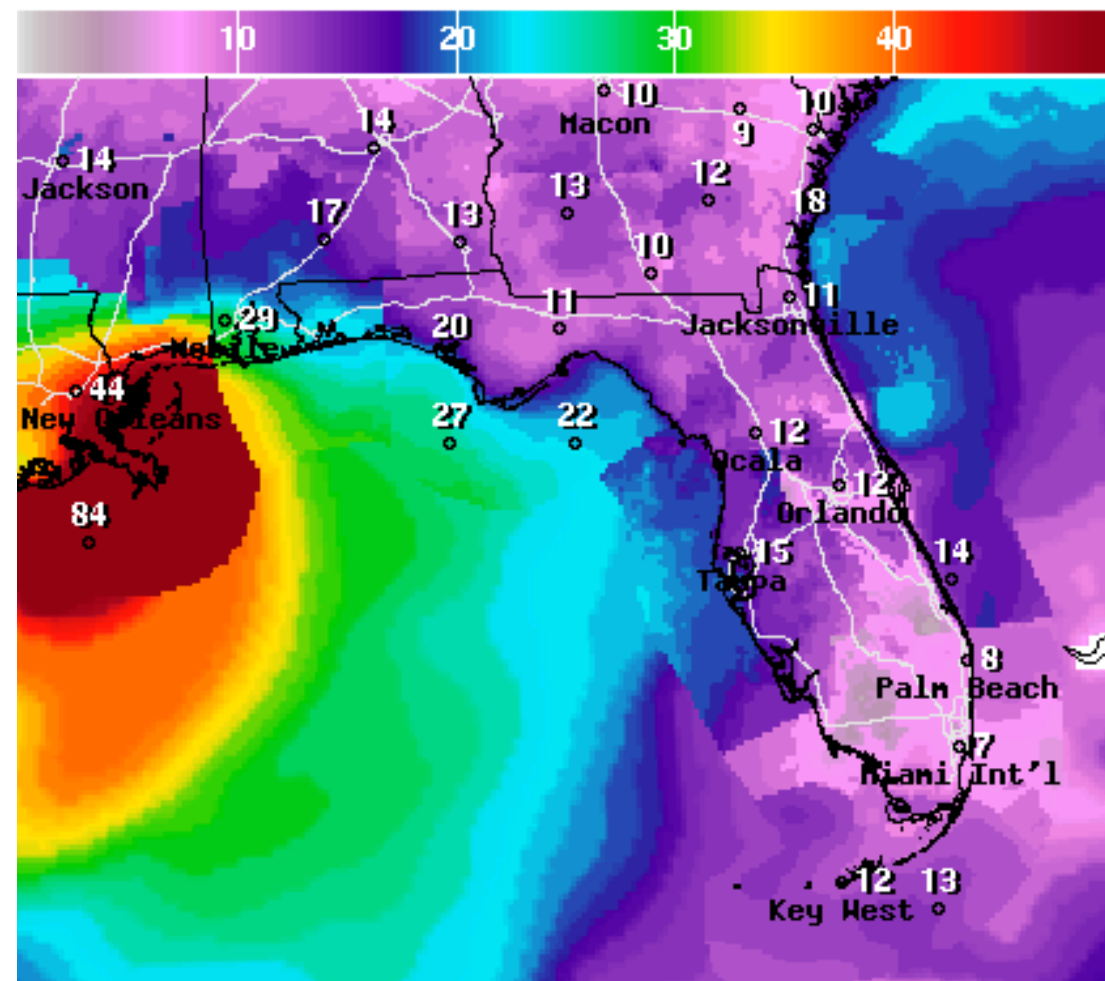 10 20 30 40
10
Macon
9
10
14
14
Jackson
13
12
18
17
13
10
11
Jacksonville
29
Mobile
20
11
44
New Orleans
27
22
12
Ocala
12
Orlando
84
15
Tampa
14
8
Palm Beach
7
Miami Int'l
12
13
Key West